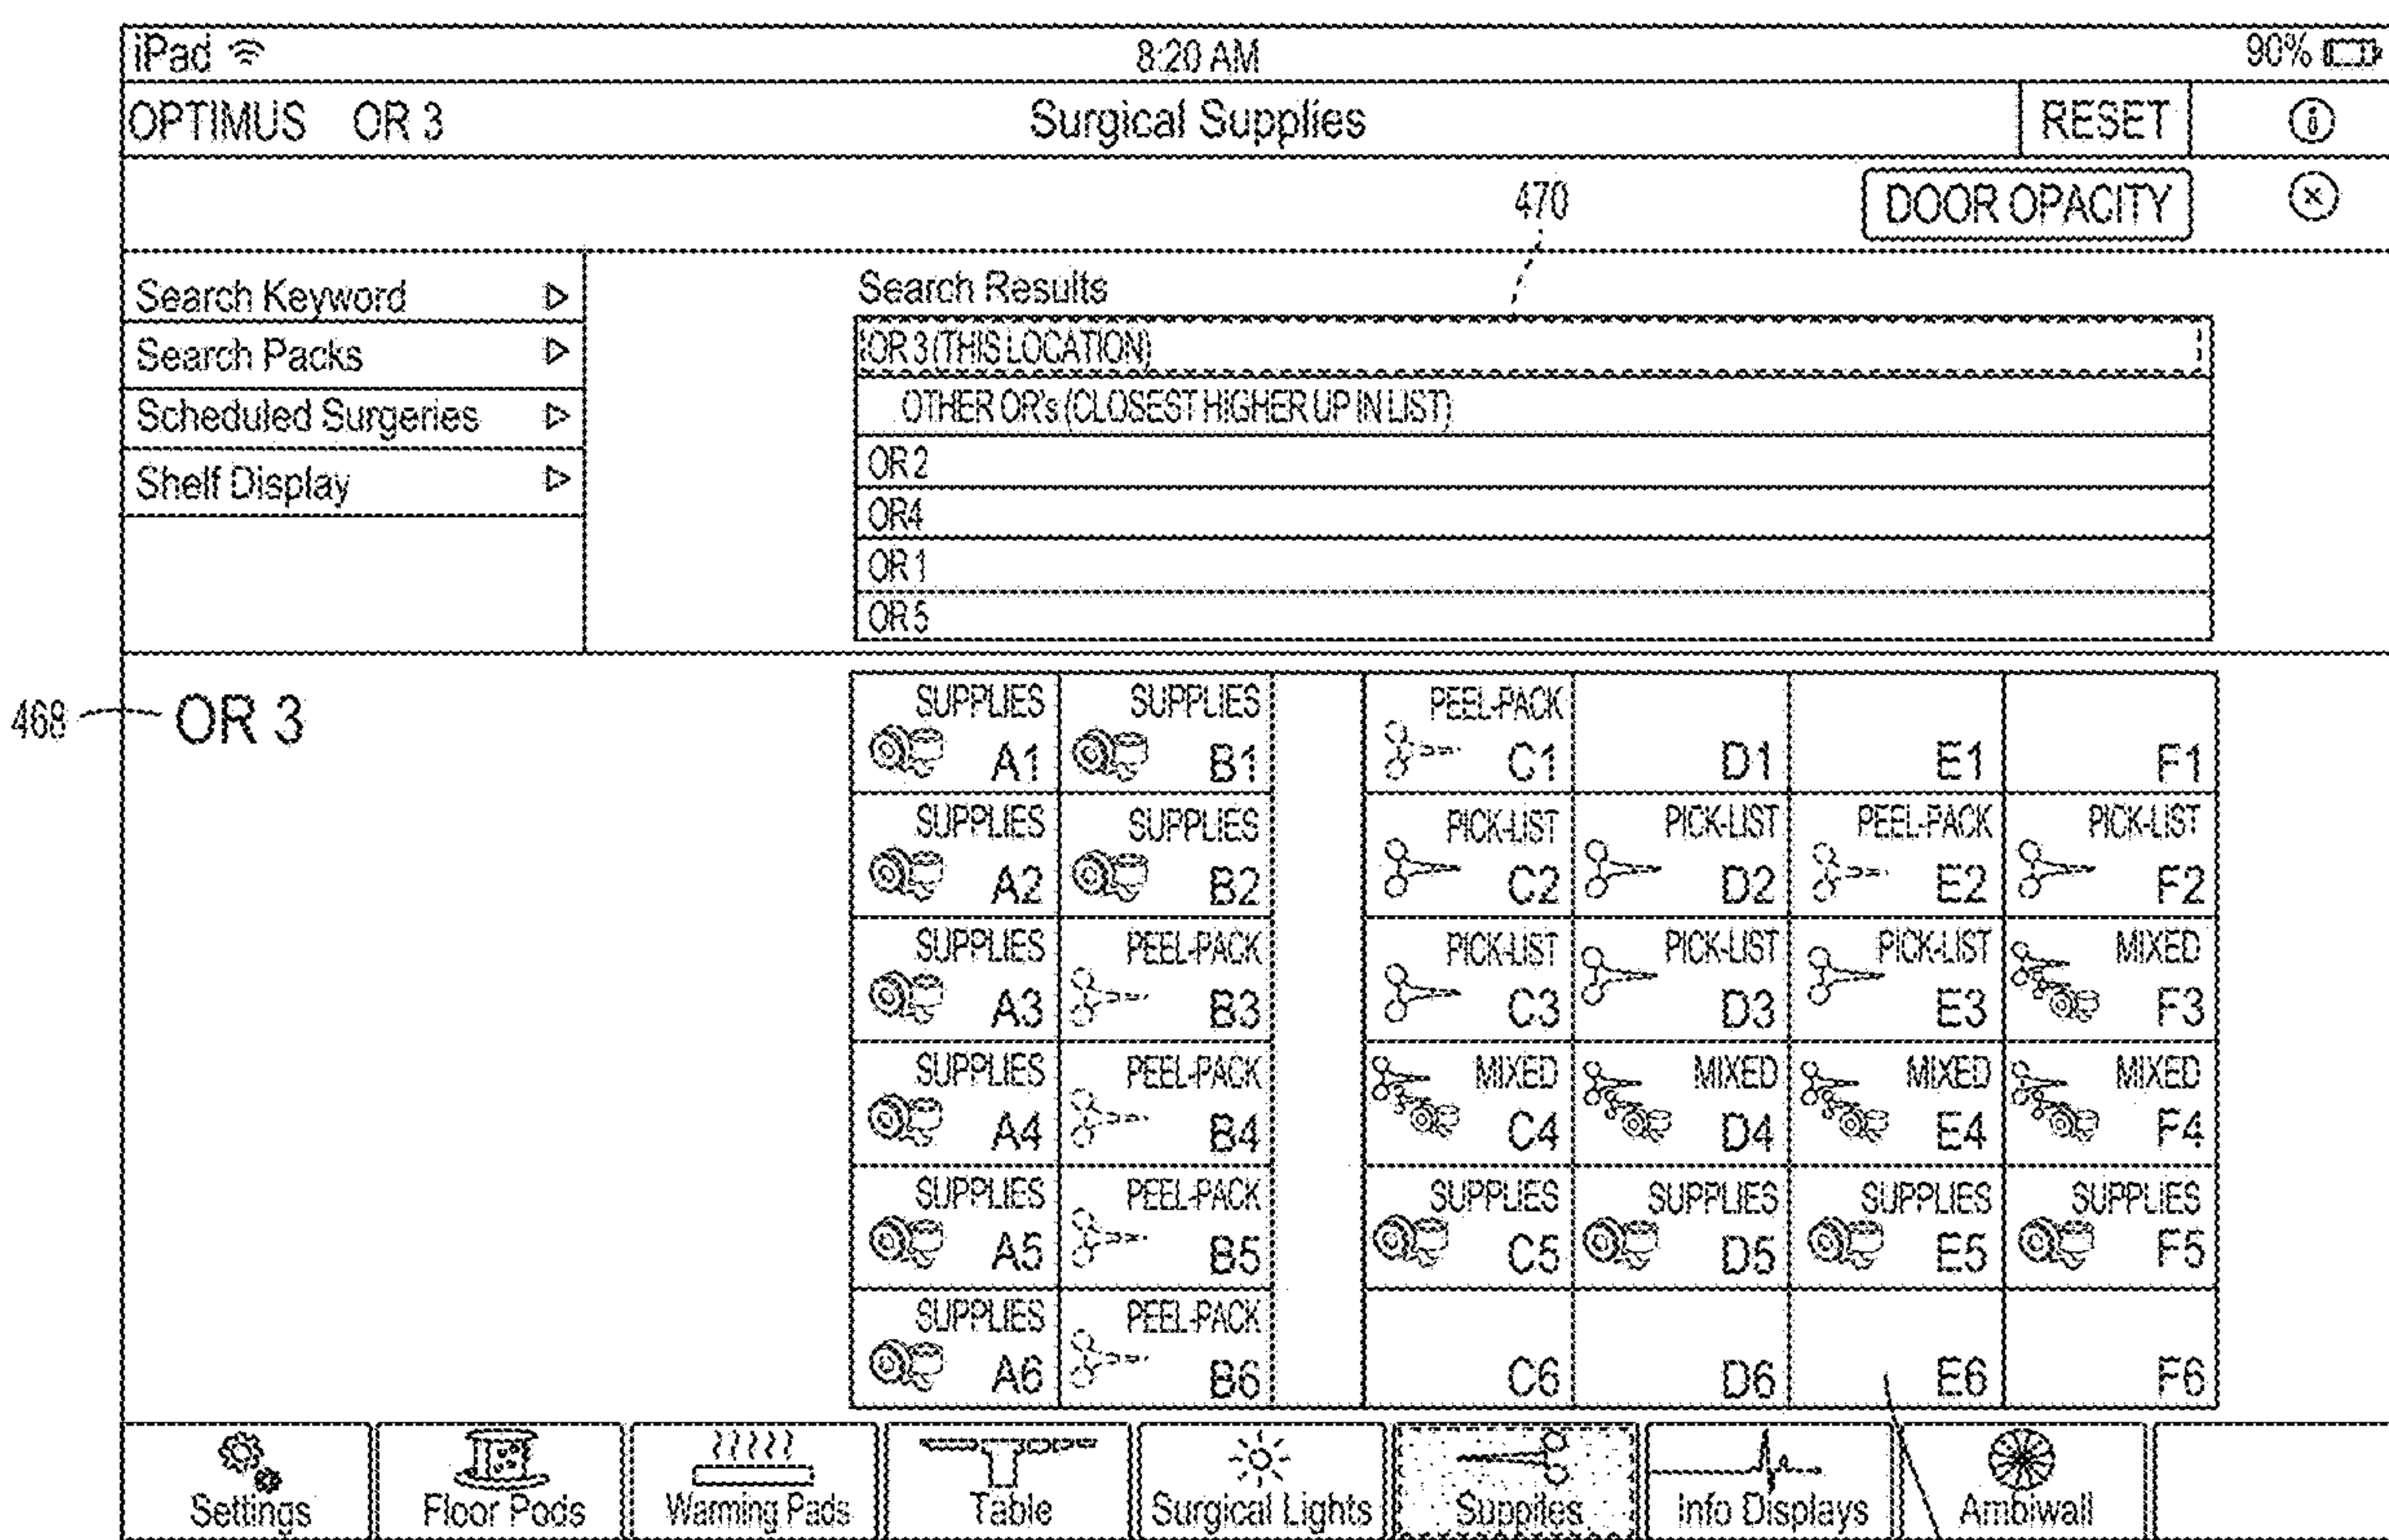 iPad 8:20 AM 90%
OPTIMUS OR 3 Surgical Supplies RESET i
470 DOOR OPACITY ×
Search Keyword
Search Packs
Scheduled Surgeries
Shelf Display
Search Results
OR 3 (THIS LOCATION)
OTHER OR's (CLOSEST HIGHER UP IN LIST)
OR 2
OR4
OR 1
OR 5
468 OR 3
SUPPLIES SUPPLIES PEEL-PACK
A1 B1 C1 D1 E1 F1
SUPPLIES SUPPLIES PICK-LIST PICK-LIST PEEL-PACK PICK-LIST
A2 B2 C2 D2 E2 F2
SUPPLIES PEEL-PACK PICK-LIST PICK-LIST PICK-LIST MIXED
A3 B3 C3 D3 E3 F3
SUPPLIES PEEL-PACK MIXED MIXED MIXED MIXED
A4 B4 C4 D4 E4 F4
SUPPLIES PEEL-PACK SUPPLIES SUPPLIES SUPPLIES SUPPLIES
A5 B5 C5 D5 E5 F5
SUPPLIES PEEL-PACK
A6 B6 C6 D6 E6 F6
Settings Floor Pods Warming Pads Table Surgical Lights Supplies Info Displays Ambiwall